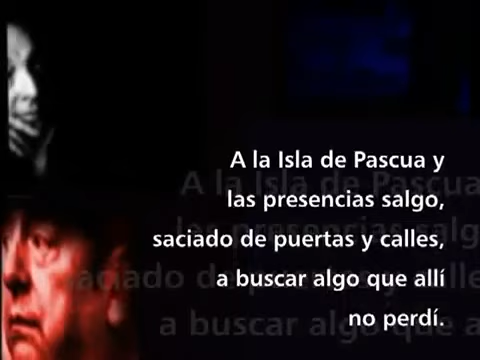 A la Isla de Pascua y
las presencias salgo,
saciado de puertas y calles,
a buscar algo que allí
no perdí.